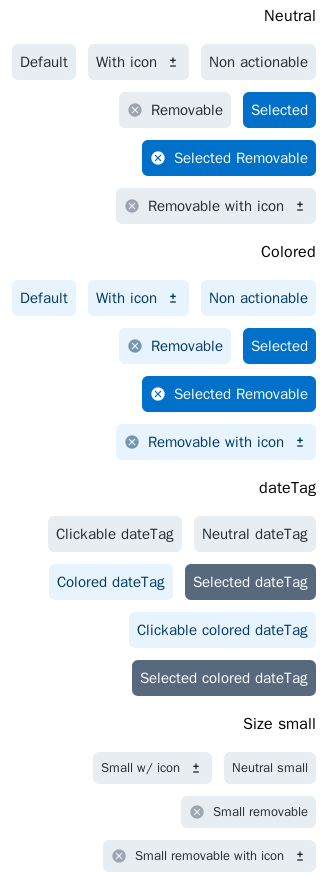 Neutral
Default With icon ± Non actionable
Removable Selected
Selected Removable
Removable with icon ±
Colored
Default With icon ± Non actionable
Removable Selected
Selected Removable
Removable with icon ±
dateTag
Clickable dateTag Neutral dateTag
Colored dateTag Selected dateTag
Clickable colored dateTag
Selected colored dateTag
Size small
Small w/ icon ± Neutral small
Small removable
Small removable with icon ±